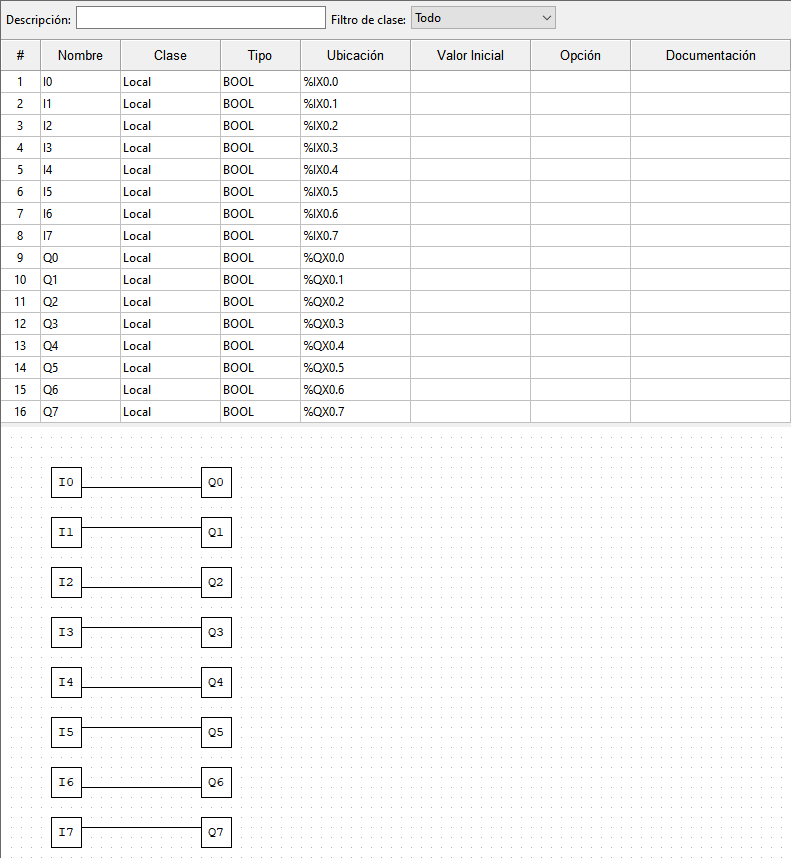 Descripción: Filtro de clase: Todo
# Nombre Clase Tipo Ubicación Valor Inicial Opción Documentación
1 I0 Local BOOL %IX0.0
2 I1 Local BOOL %IX0.1
3 I2 Local BOOL %IX0.2
4 I3 Local BOOL %IX0.3
5 I4 Local BOOL %IX0.4
6 I5 Local BOOL %IX0.5
7 I6 Local BOOL %IX0.6
8 I7 Local BOOL %IX0.7
9 Q0 Local BOOL %QX0.0
10 Q1 Local BOOL %QX0.1
11 Q2 Local BOOL %QX0.2
12 Q3 Local BOOL %QX0.3
13 Q4 Local BOOL %QX0.4
14 Q5 Local BOOL %QX0.5
15 Q6 Local BOOL %QX0.6
16 Q7 Local BOOL %QX0.7
I0 Q0
I1 Q1
I2 Q2
I3 Q3
I4 Q4
I5 Q5
I6 Q6
I7 Q7